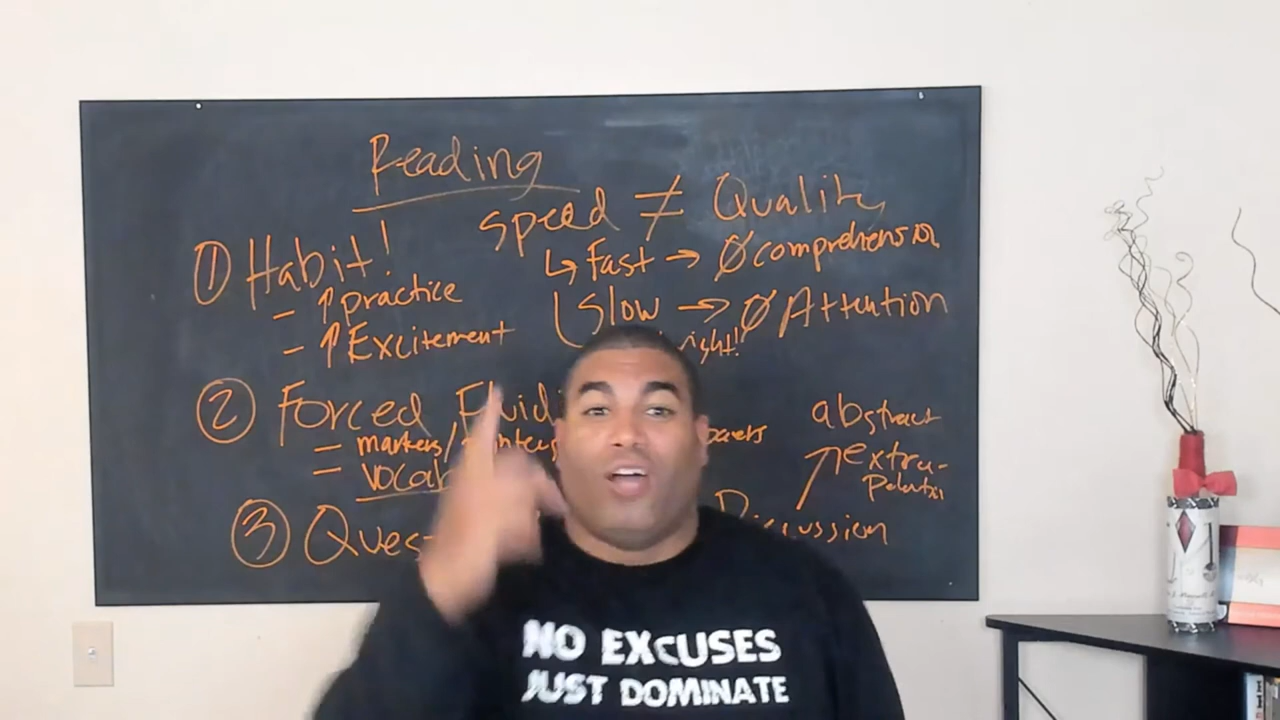 Reading
Speed ≠ Quality
① Habit!
↳ Fast → Ø comprehension
- ↑ practice
Slow → Ø Attention
- ↑ Excitement
right!
② Forced
abstract
- markers/
↑ extra-
polation
- vocab
③
Discussion
NO EXCUSES
JUST DOMINATE